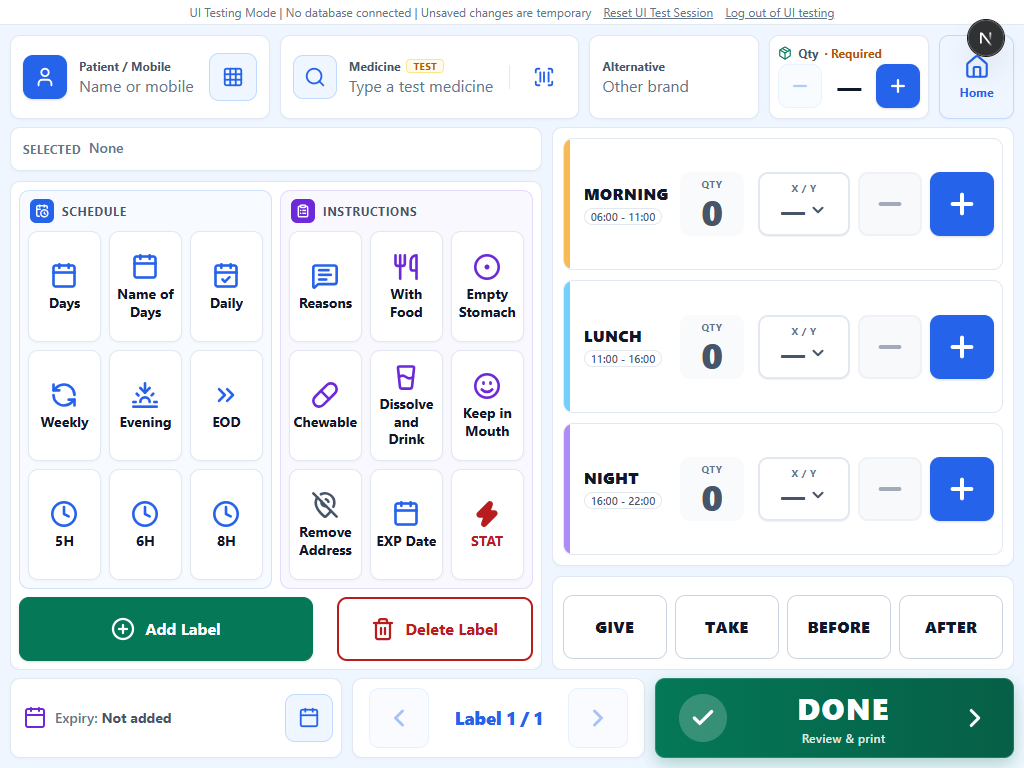 UI Testing Mode | No database connected | Unsaved changes are temporary Reset UI Test Session Log out of UI testing
Patient / Mobile
Name or mobile
Medicine TEST
Type a test medicine
Alternative
Other brand
Qty · Required
—
N
Home
SELECTED None
SCHEDULE
Days
Name of
Days
Daily
Weekly
Evening
EOD
5H
6H
8H
INSTRUCTIONS
Reasons
With
Food
Empty
Stomach
Chewable
Dissolve
and
Drink
Keep in
Mouth
Remove
Address
EXP Date
STAT
Add Label
Delete Label
MORNING
06:00 - 11:00
QTY
0
X / Y
—
LUNCH
11:00 - 16:00
QTY
0
X / Y
—
NIGHT
16:00 - 22:00
QTY
0
X / Y
—
GIVE
TAKE
BEFORE
AFTER
Expiry: Not added
Label 1 / 1
DONE
Review & print